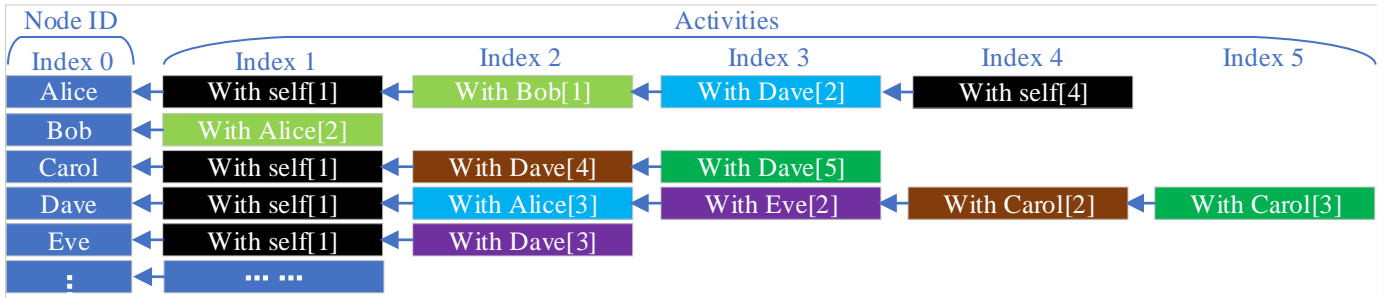 Node ID Activities
Index 0 Index 1 Index 2 Index 3 Index 4 Index 5
Alice With self[1] With Bob[1] With Dave[2] With self[4]
Bob With Alice[2]
Carol With self[1] With Dave[4] With Dave[5]
Dave With self[1] With Alice[3] With Eve[2] With Carol[2] With Carol[3]
Eve With self[1] With Dave[3]
⋮ ... ...